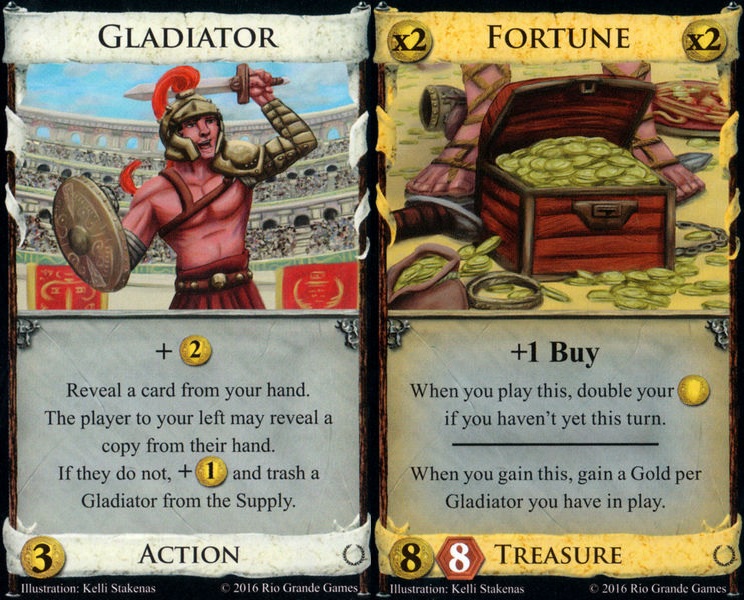 GLADIATOR
+ 2
Reveal a card from your hand.
The player to your left may reveal a
copy from their hand.
If they do not, + 1 and trash a
Gladiator from the Supply.
3 ACTION
Illustration: Kelli Stakenas © 2016 Rio Grande Games
x2 FORTUNE x2
+1 Buy
When you play this, double your
if you haven't yet this turn.
When you gain this, gain a Gold per
Gladiator you have in play.
8 8 TREASURE
Illustration: Kelli Stakenas © 2016 Rio Grande Games